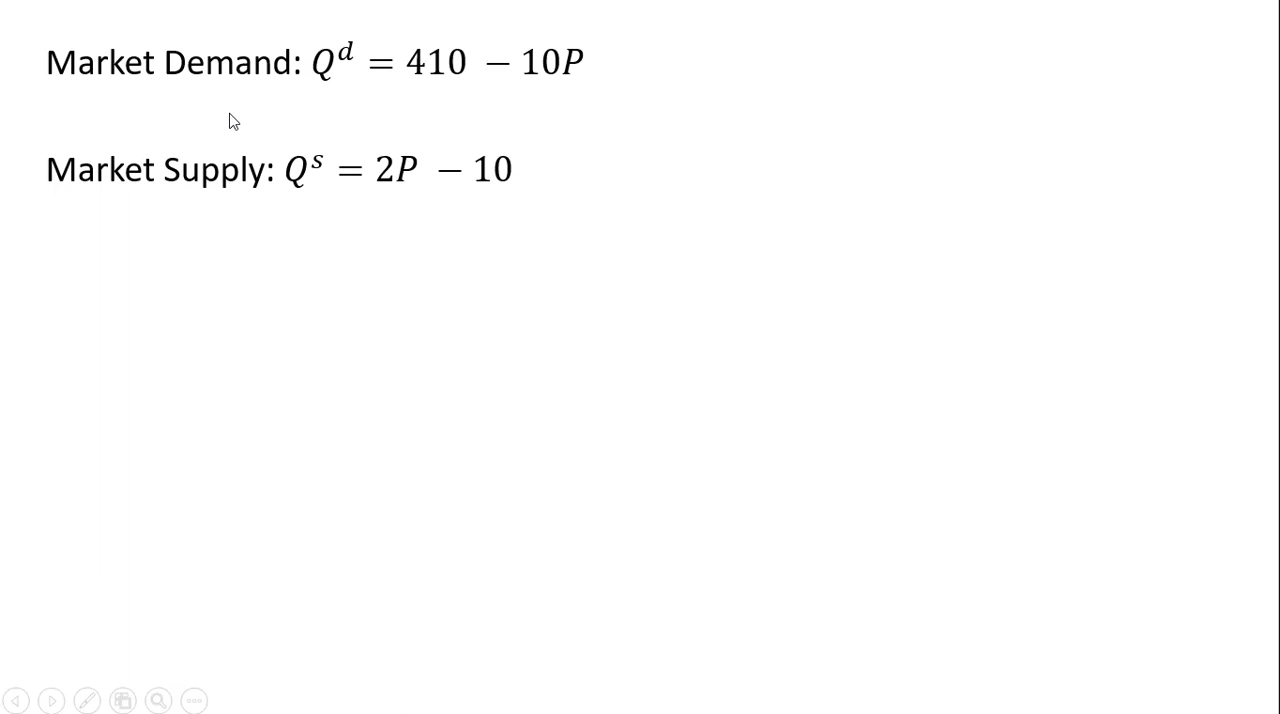 Market Demand: Q^d = 410 − 10P
Market Supply: Q^s = 2P − 10